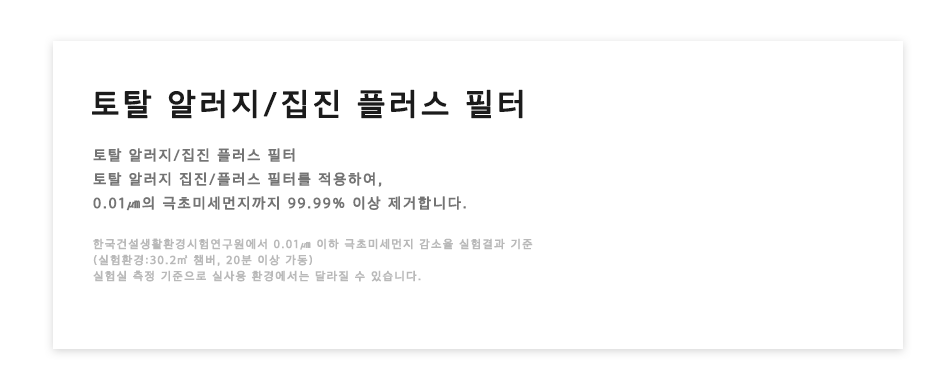 토탈 알러지/집진 플러스 필터
토탈 알러지/집진 플러스 필터
토탈 알러지 집진/플러스 필터를 적용하여,
0.01㎛의 극초미세먼지까지 99.99% 이상 제거합니다.
한국건설생활환경시험연구원에서 0.01㎛ 이하 극초미세먼지 감소율 실험결과 기준
(실험환경:30.2㎥ 챔버, 20분 이상 가동)
실험실 측정 기준으로 실사용 환경에서는 달라질 수 있습니다.